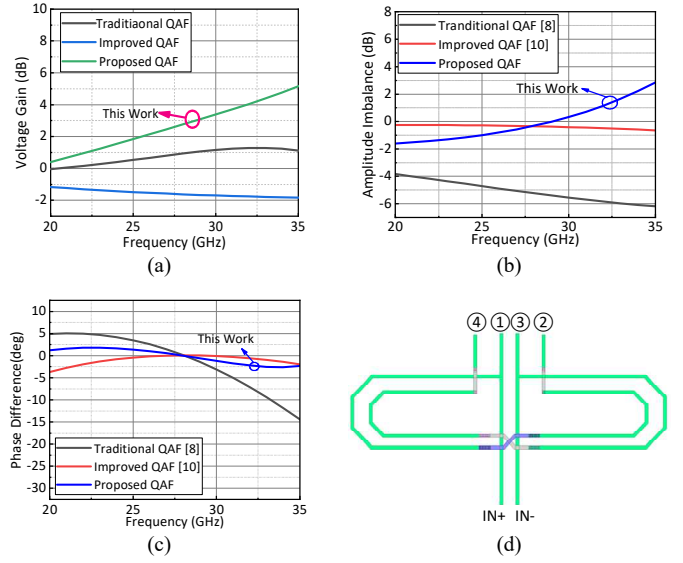 10
8
6
4
2
0
-2
Voltage Gain (dB)
Traditiaonal QAF
Improved QAF
Proposed QAF
This Work
20 25 30 35
Frequency (GHz)
(a)
8
6
4
2
0
-2
-4
-6
Amplitude Imbalance (dB)
Tranditional QAF [8]
Improved QAF [10]
Proposed QAF
This Work
20 25 30 35
Frequency (GHz)
(b)
10
5
0
-5
-10
-15
-20
-25
-30
Phase Difference(deg)
This Work
Traditional QAF [8]
Improved QAF [10]
Proposed QAF
20 25 30 35
Frequency (GHz)
(c)
④ ① ③ ②
IN+ IN-
(d)